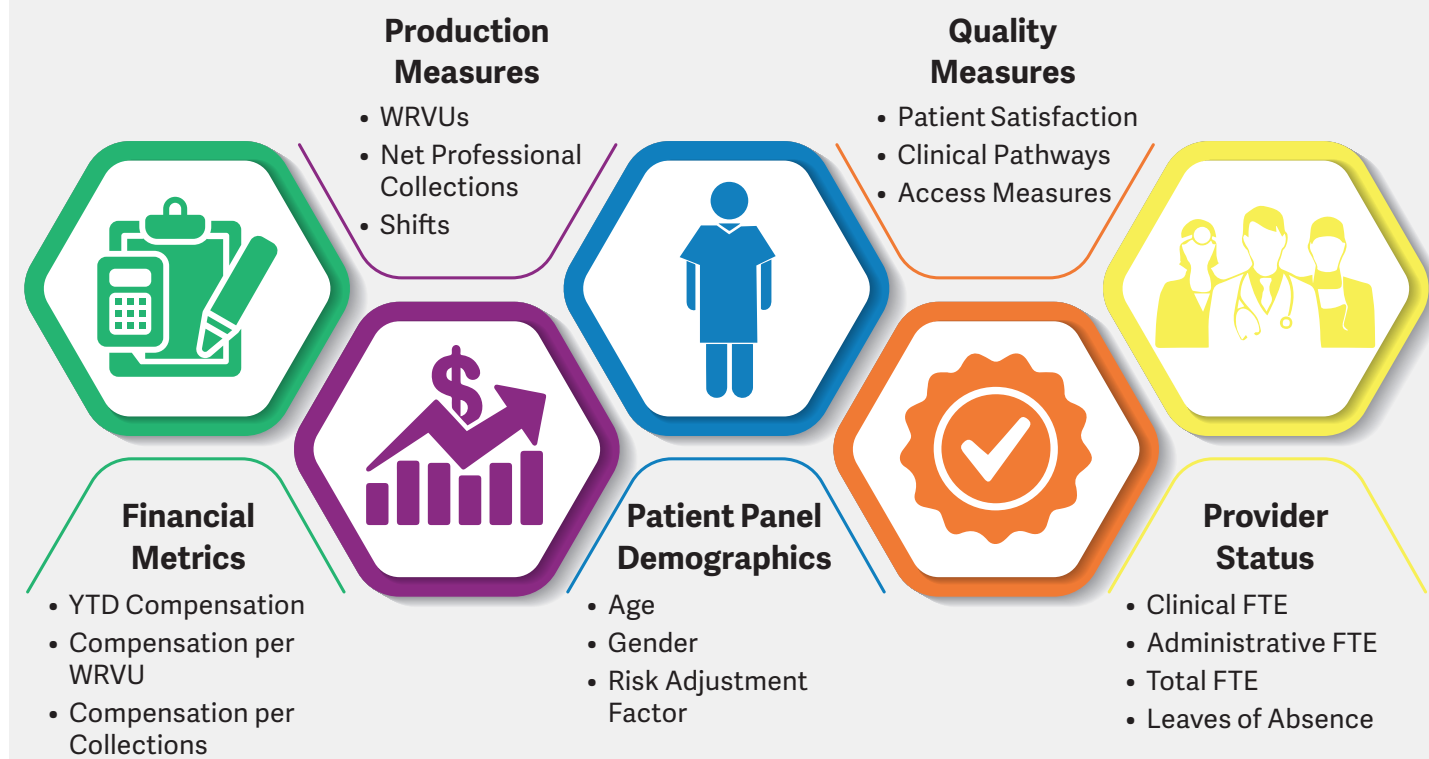 Production
Measures
• WRVUs
• Net Professional
Collections
• Shifts
Quality
Measures
• Patient Satisfaction
• Clinical Pathways
• Access Measures
$
Financial
Metrics
• YTD Compensation
• Compensation per
WRVU
• Compensation per
Collections
Patient Panel
Demographics
• Age
• Gender
• Risk Adjustment
Factor
Provider
Status
• Clinical FTE
• Administrative FTE
• Total FTE
• Leaves of Absence